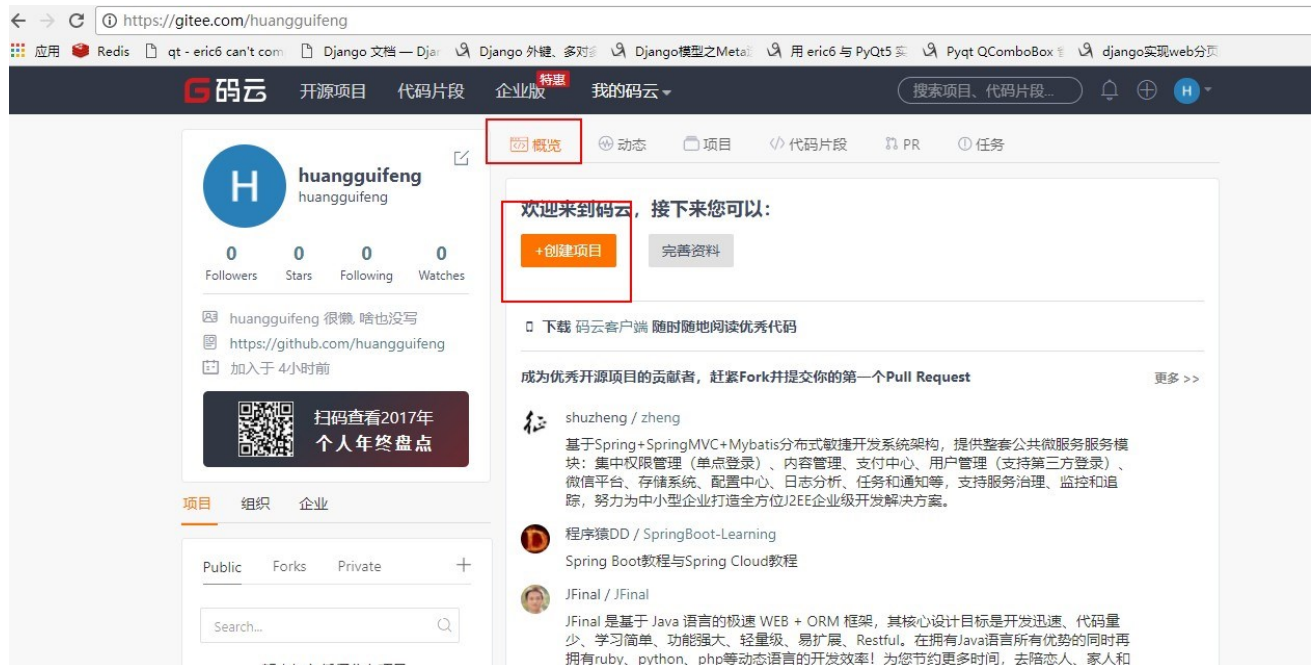 https://gitee.com/huangguifeng
应用 Redis qt - eric6 can't com Django 文档 — Djan Django 外键、多对多 Django模型之Meta 用 eric6 与 PyQt5 实 Pyqt QComboBox django实现web分页
G 码云 开源项目 代码片段 企业版 特惠 我的码云 搜索项目、代码片段... H
概览 动态 项目 代码片段 PR 任务
H
huangguifeng
huangguifeng
0 0 0 0
Followers Stars Following Watches
huangguifeng 很懒, 啥也没写
https://github.com/huangguifeng
加入于 4小时前
扫码查看2017年
个人年终盘点
项目 组织 企业
Public Forks Private +
Search...
欢迎来到码云，接下来您可以：
+创建项目 完善资料
下载 码云客户端 随时随地阅读优秀代码
成为优秀开源项目的贡献者，赶紧Fork并提交你的第一个Pull Request 更多 >>
shuzheng / zheng
基于Spring+SpringMVC+Mybatis分布式敏捷开发系统架构，提供整套公共微服务服务模
块：集中权限管理（单点登录）、内容管理、支付中心、用户管理（支持第三方登录）、
微信平台、存储系统、配置中心、日志分析、任务和通知等，支持服务治理、监控和追
踪，努力为中小型企业打造全方位J2EE企业级开发解决方案。
程序猿DD / SpringBoot-Learning
Spring Boot教程与Spring Cloud教程
JFinal / JFinal
JFinal 是基于 Java 语言的极速 WEB + ORM 框架，其核心设计目标是开发迅速、代码量
少、学习简单、功能强大、轻量级、易扩展、Restful。在拥有Java语言所有优势的同时再
拥有ruby、python、php等动态语言的开发效率！为您节约更多时间，去陪恋人、家人和